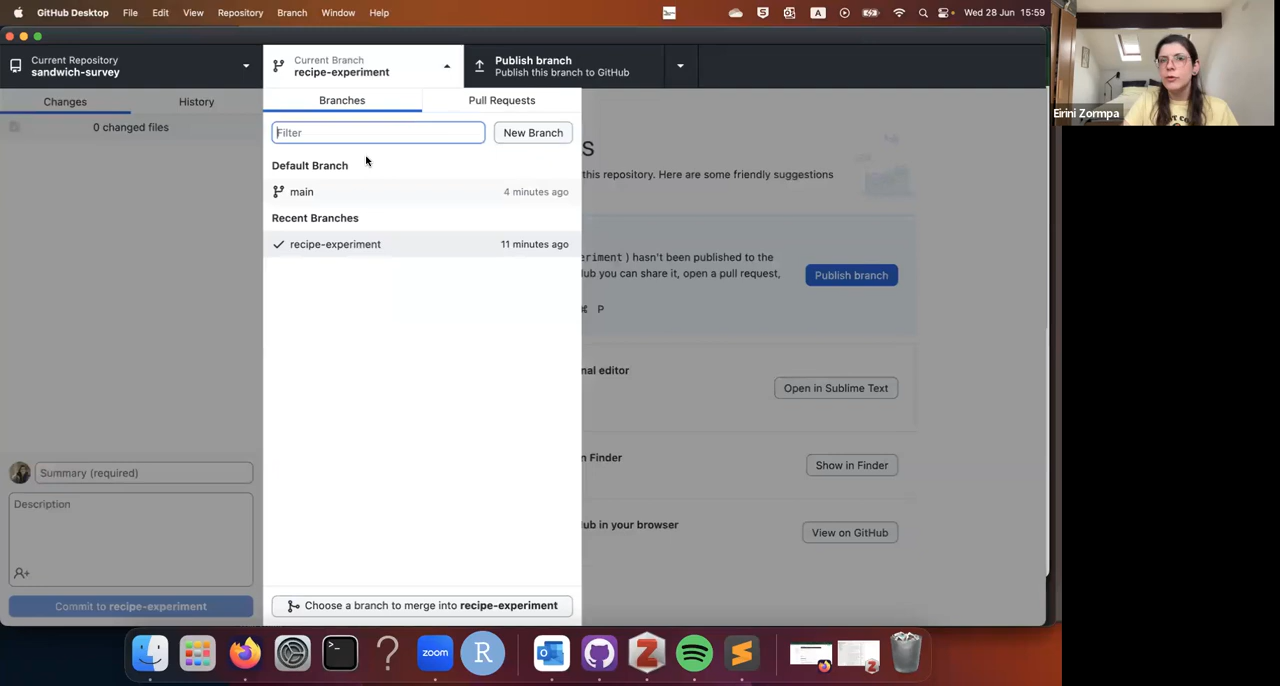 GitHub Desktop File Edit View Repository Branch Window Help
A
Wed 28 Jun 15:59
Current Repository
sandwich-survey
Current Branch
recipe-experiment
Publish branch
Publish this branch to GitHub
Changes
History
0 changed files
Branches
Pull Requests
Filter
New Branch
Default Branch
main
4 minutes ago
Recent Branches
recipe-experiment
11 minutes ago
s
this repository. Here are some friendly suggestions
eriment ) hasn't been published to the
ub you can share it, open a pull request,
Publish branch
P
nal editor
Open in Sublime Text
n Finder
Show in Finder
ub in your browser
View on GitHub
Summary (required)
Description
Commit to recipe-experiment
Choose a branch to merge into recipe-experiment
zoom
R
Z
Eirini Zormpa